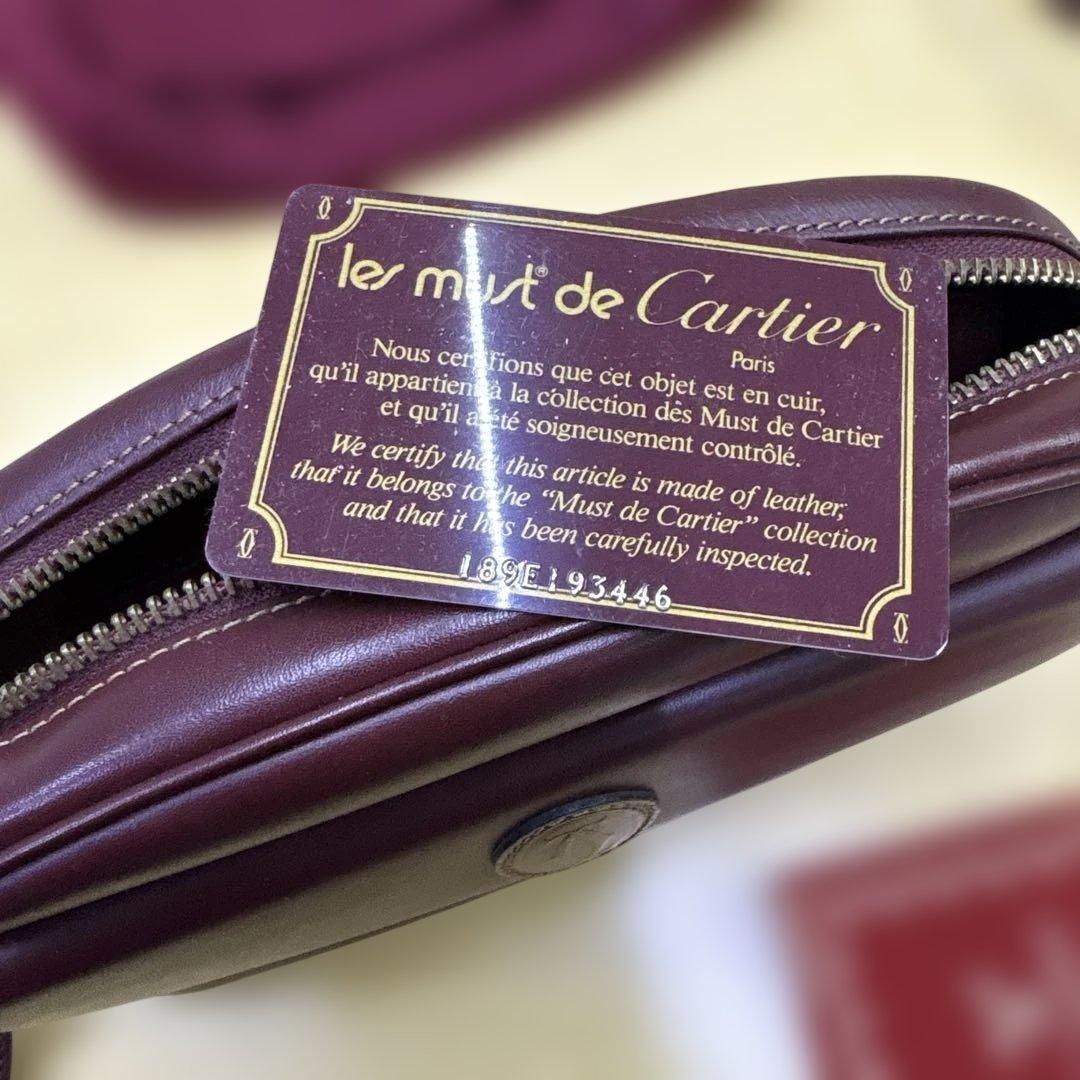 les must® de Cartier
Paris
Nous certifions que cet objet est en cuir,
qu'il appartient à la collection dès Must de Cartier
et qu'il a été soigneusement contrôlé.
We certify that this article is made of leather,
that it belongs to the "Must de Cartier" collection
and that it has been carefully inspected.
189E193446